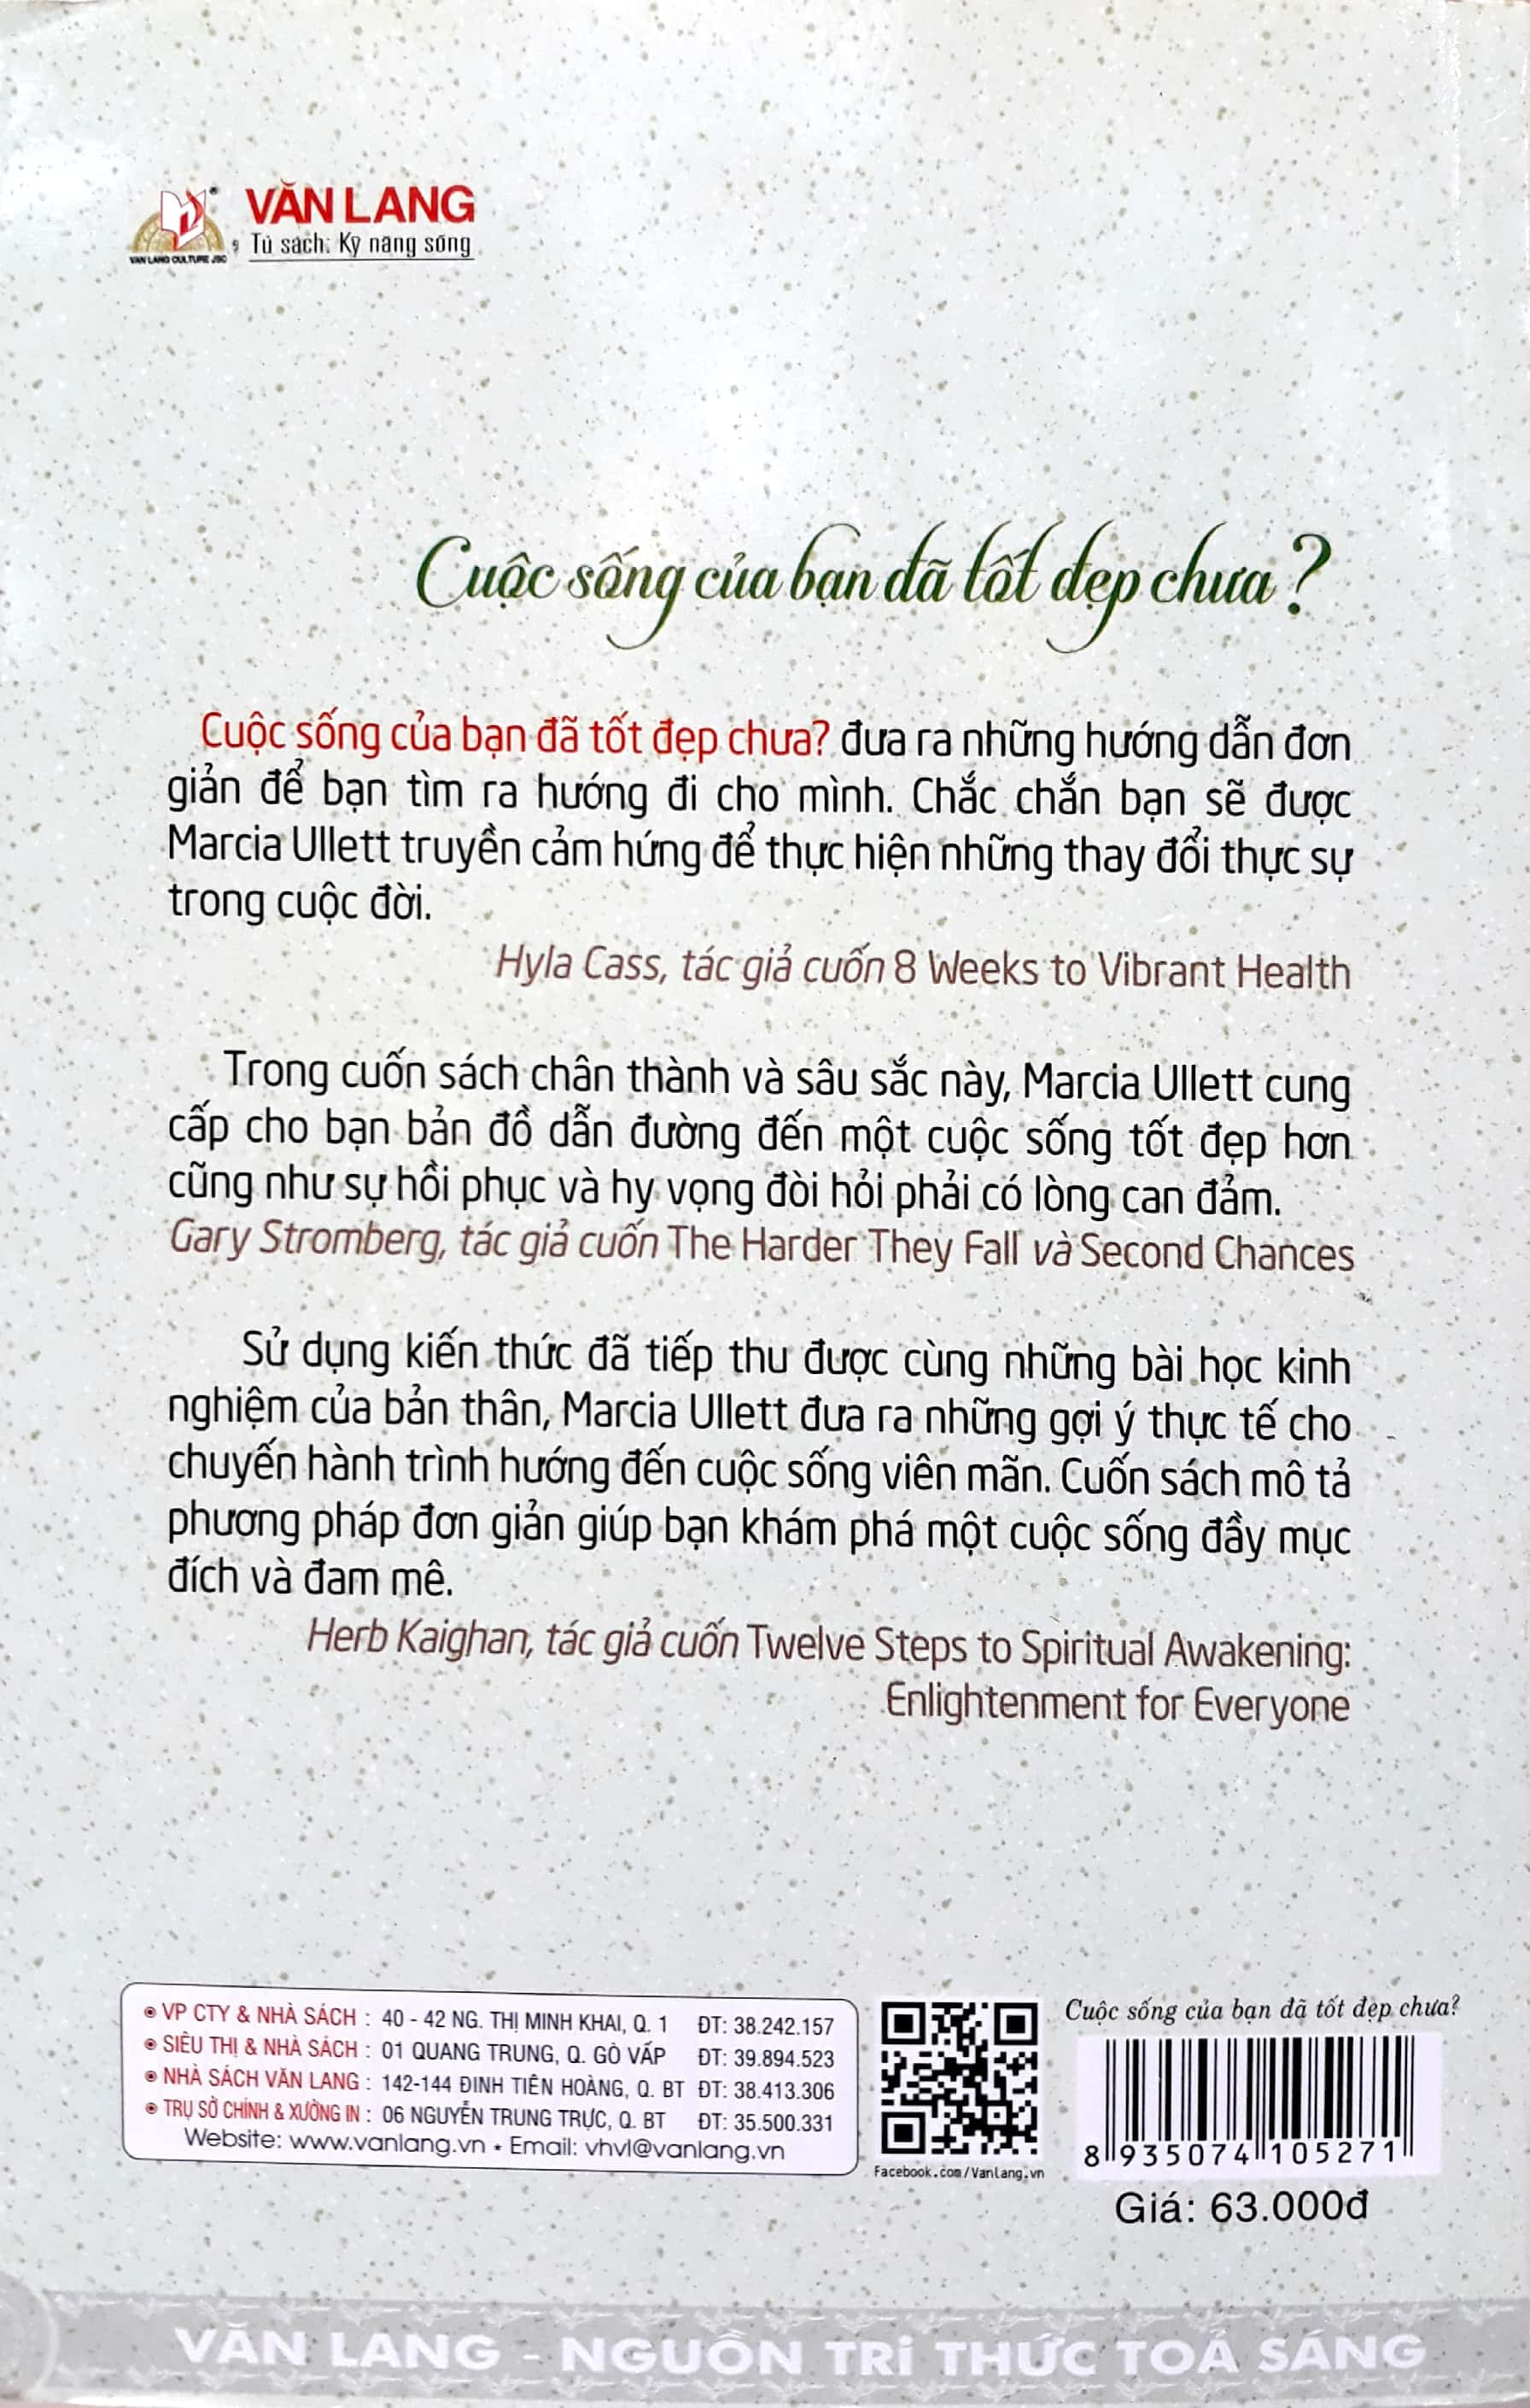 VĂN LANG
Tủ sách: Kỹ năng sống
VAN LANG CULTURE JSC
Cuộc sống của bạn đã tốt đẹp chưa?
Cuộc sống của bạn đã tốt đẹp chưa? đưa ra những hướng dẫn đơn
giản để bạn tìm ra hướng đi cho mình. Chắc chắn bạn sẽ được
Marcia Ullett truyền cảm hứng để thực hiện những thay đổi thực sự
trong cuộc đời.
Hyla Cass, tác giả cuốn 8 Weeks to Vibrant Health
Trong cuốn sách chân thành và sâu sắc này, Marcia Ullett cung
cấp cho bạn bản đồ dẫn đường đến một cuộc sống tốt đẹp hơn
cũng như sự hồi phục và hy vọng đòi hỏi phải có lòng can đảm.
Gary Stromberg, tác giả cuốn The Harder They Fall và Second Chances
Sử dụng kiến thức đã tiếp thu được cùng những bài học kinh
nghiệm của bản thân, Marcia Ullett đưa ra những gợi ý thực tế cho
chuyến hành trình hướng đến cuộc sống viên mãn. Cuốn sách mô tả
phương pháp đơn giản giúp bạn khám phá một cuộc sống đầy mục
đích và đam mê.
Herb Kaighan, tác giả cuốn Twelve Steps to Spiritual Awakening:
Enlightenment for Everyone
VP CTY & NHÀ SÁCH : 40 - 42 NG. THỊ MINH KHAI, Q. 1 ĐT: 38.242.157
SIÊU THỊ & NHÀ SÁCH : 01 QUANG TRUNG, Q. GÒ VẤP ĐT: 39.894.523
NHÀ SÁCH VĂN LANG : 142-144 ĐINH TIÊN HOÀNG, Q. BT ĐT: 38.413.306
TRỤ SỞ CHÍNH & XƯỞNG IN : 06 NGUYỄN TRUNG TRỰC, Q. BT ĐT: 35.500.331
Website: www.vanlang.vn • Email: vhvl@vanlang.vn
Facebook.com/Vanlang.vn
Cuộc sống của bạn đã tốt đẹp chưa?
8 935074 105271
Giá: 63.000đ
VĂN LANG - NGUỒN TRI THỨC TOẢ SÁNG